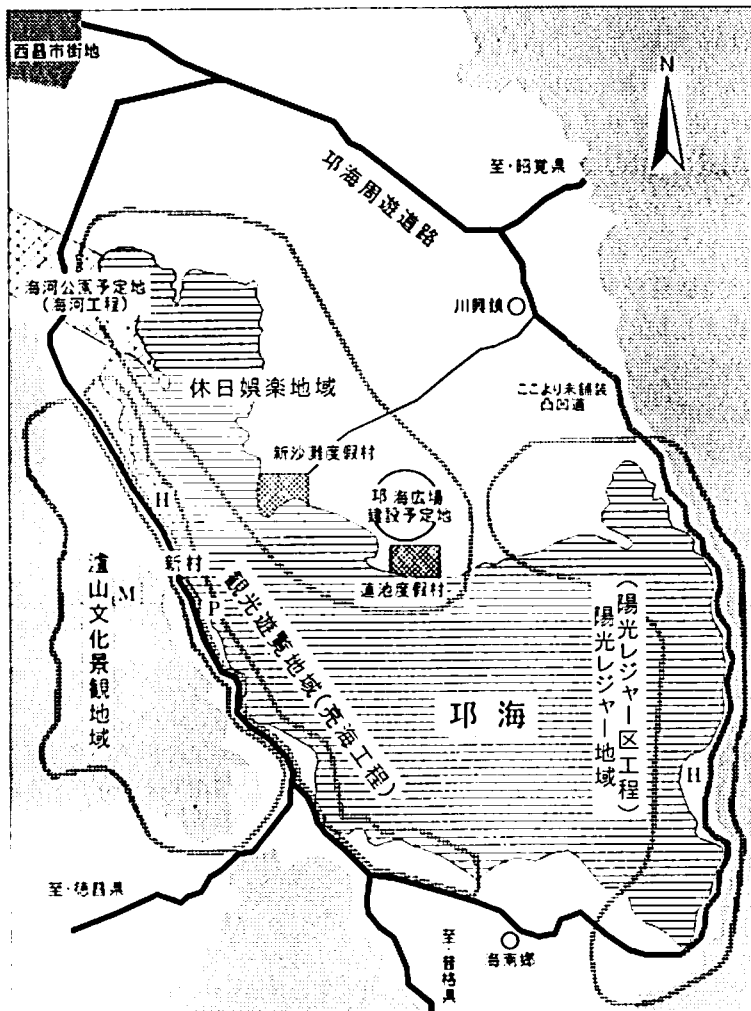 西昌市街地
N
至・昭覚県
邛海周遊道路
海河公園予定地
(海河工程)
川興鎮
休日娯楽地域
ここより未舗装
凸凹道
新沙灘度假村
邛海広場
建設予定地
H
新村
蓮池度假村
瀘山文化景観地域
M
P
観光遊覧地域(亮海工程)
(陽光レジャー区工程)
陽光レジャー地域
邛海
H
至・徳昌県
至・普格県
海南郷